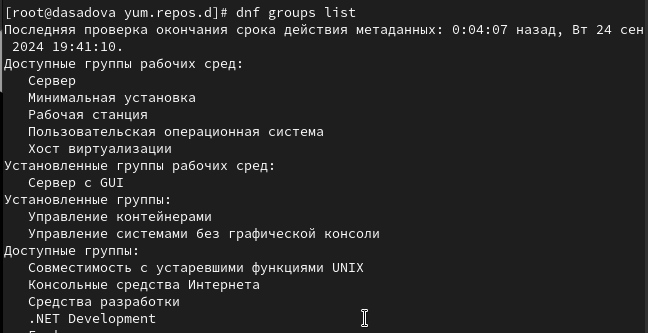 [root@dasadova yum.repos.d]# dnf groups list
Последняя проверка окончания срока действия метаданных: 0:04:07 назад, Вт 24 сен
2024 19:41:10.
Доступные группы рабочих сред:
Сервер
Минимальная установка
Рабочая станция
Пользовательская операционная система
Хост виртуализации
Установленные группы рабочих сред:
Сервер с GUI
Установленные группы:
Управление контейнерами
Управление системами без графической консоли
Доступные группы:
Совместимость с устаревшими функциями UNIX
Консольные средства Интернета
Средства разработки
.NET Development